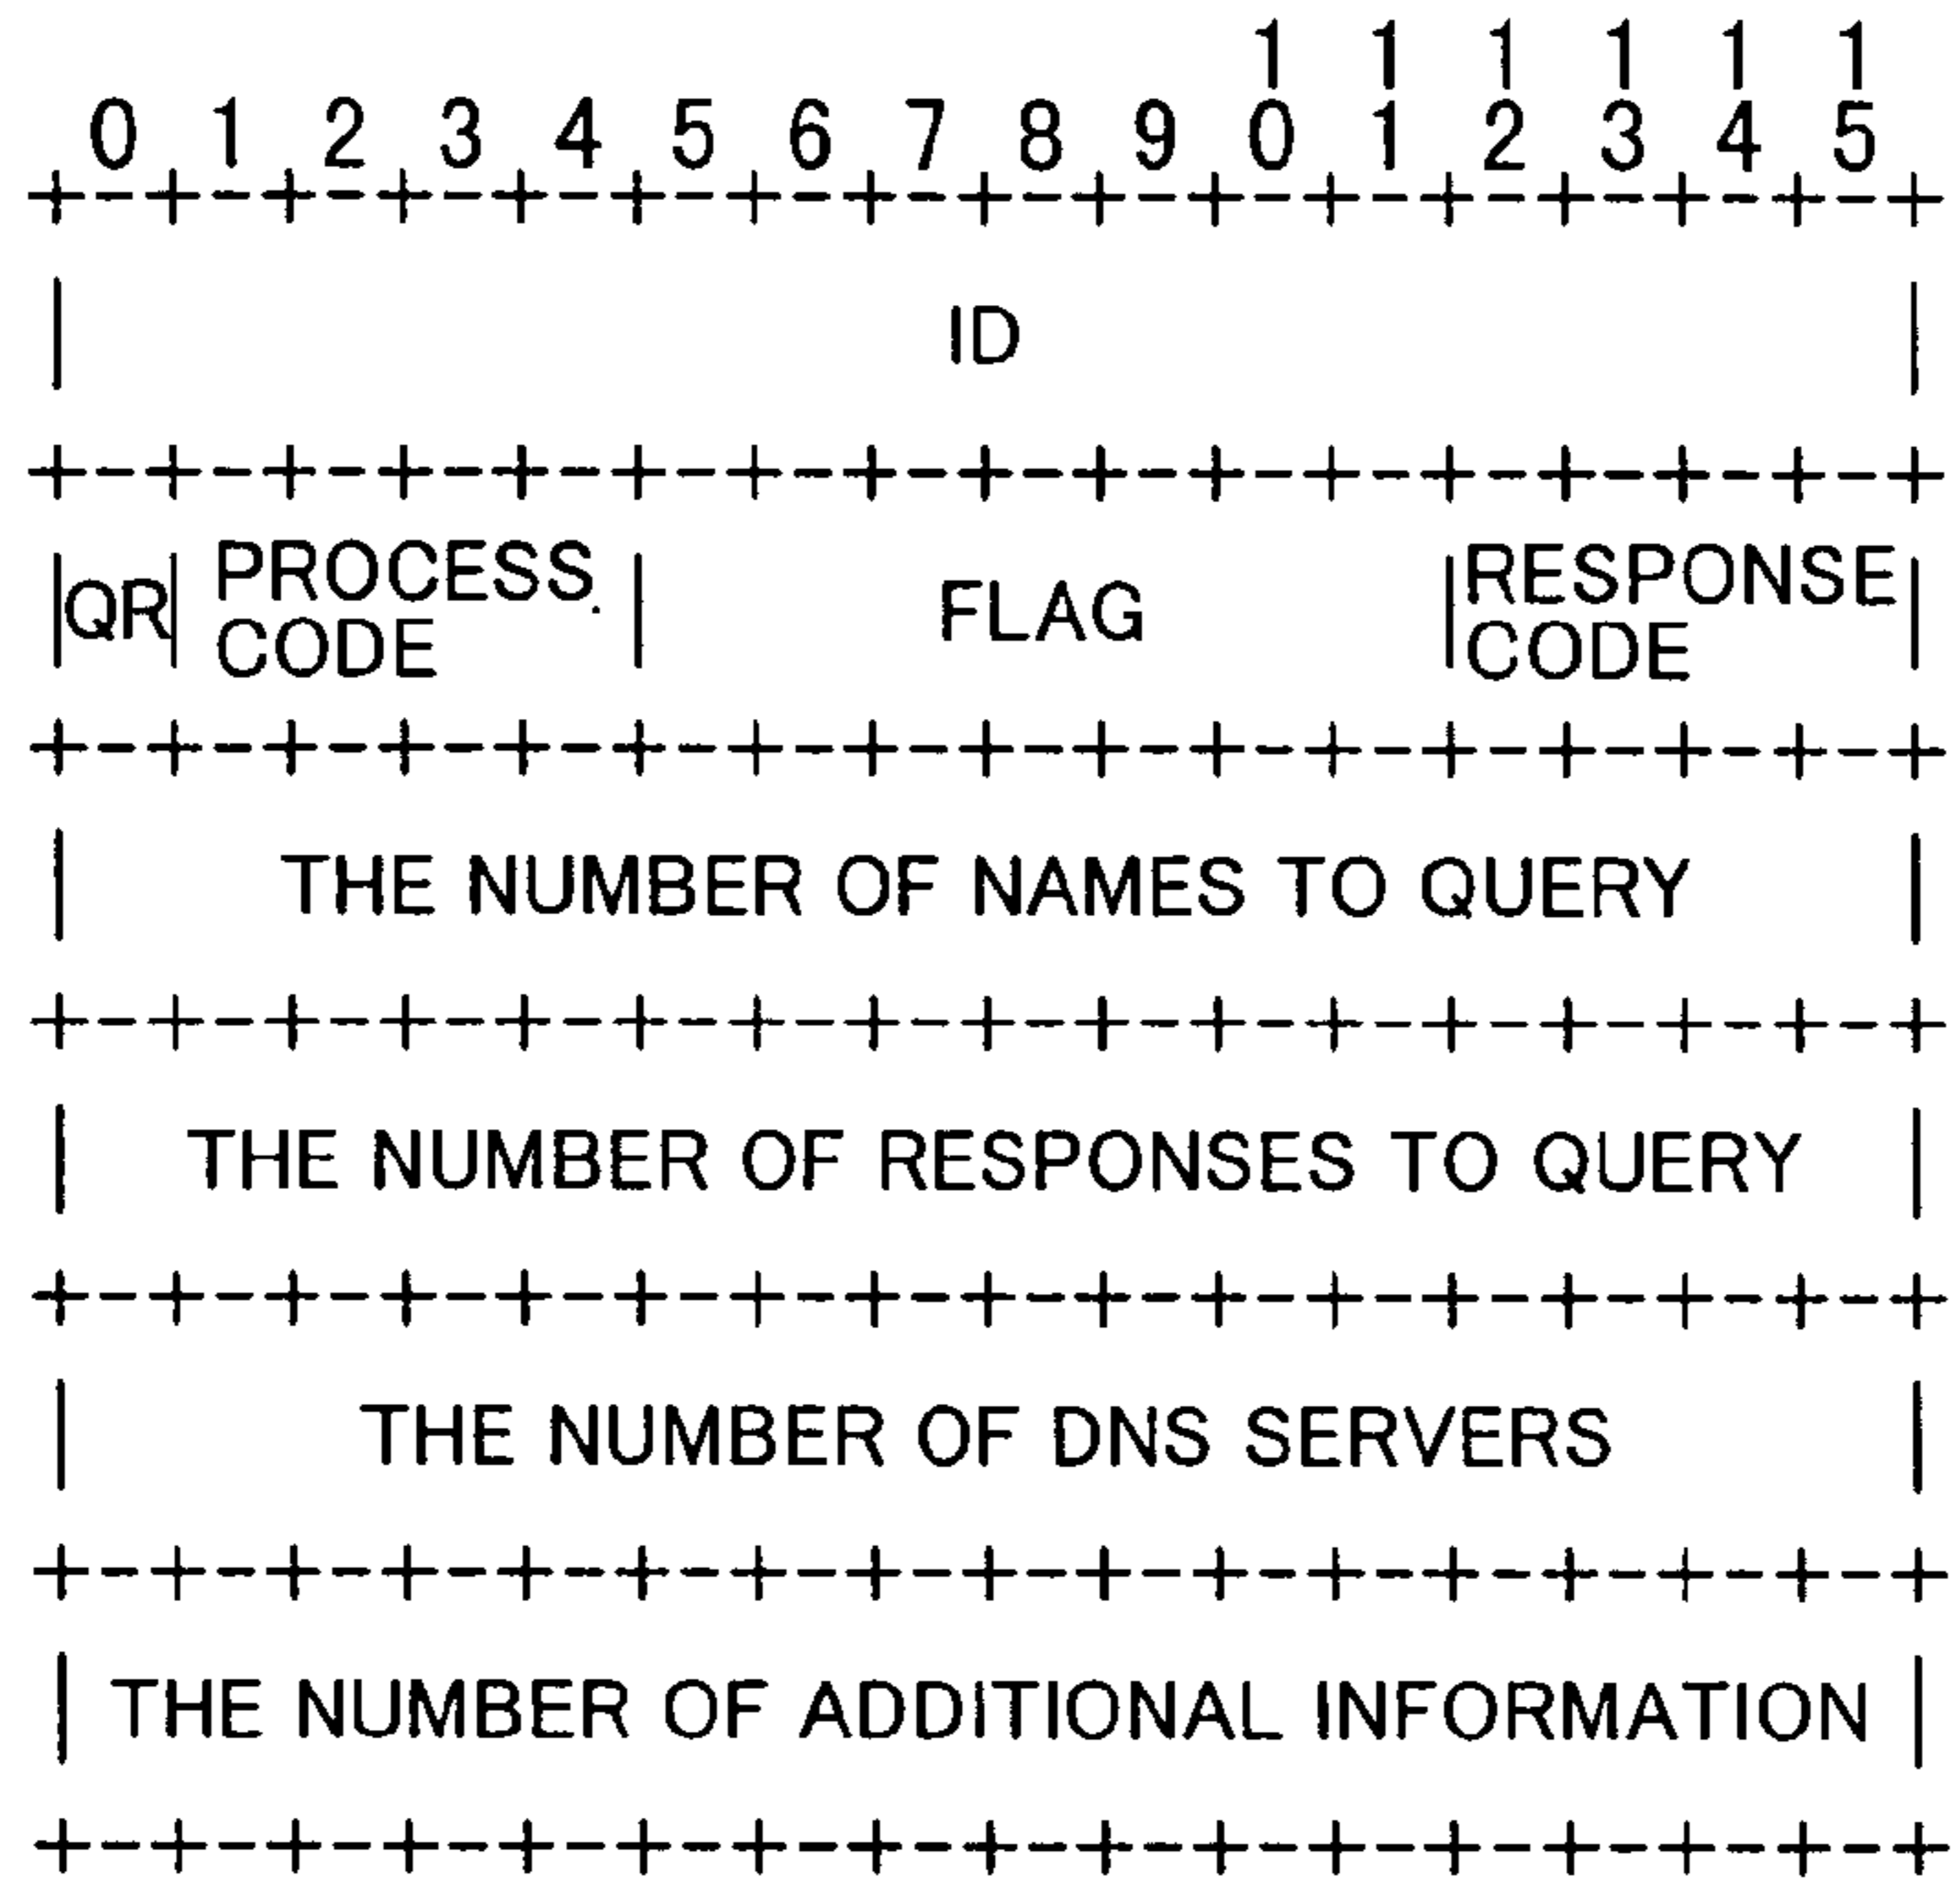 1 1 1 1 1 1
0 1 2 3 4 5 6 7 8 9 0 1 2 3 4 5
ID
QR PROCESS CODE FLAG RESPONSE CODE
THE NUMBER OF NAMES TO QUERY
THE NUMBER OF RESPONSES TO QUERY
THE NUMBER OF DNS SERVERS
THE NUMBER OF ADDITIONAL INFORMATION